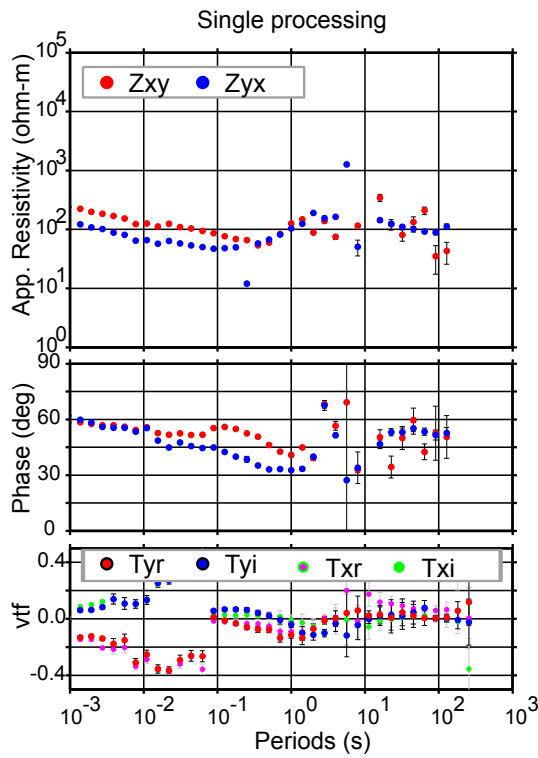 Single processing
App. Resistivity (ohm-m)
10^5
10^4
10^3
10^2
10^1
10^0
Zxy Zyx
Phase (deg)
90
60
30
0
vtf
0.4
0.0
-0.4
Tyr Tyi Txr Txi
10^-3 10^-2 10^-1 10^0 10^1 10^2 10^3
Periods (s)